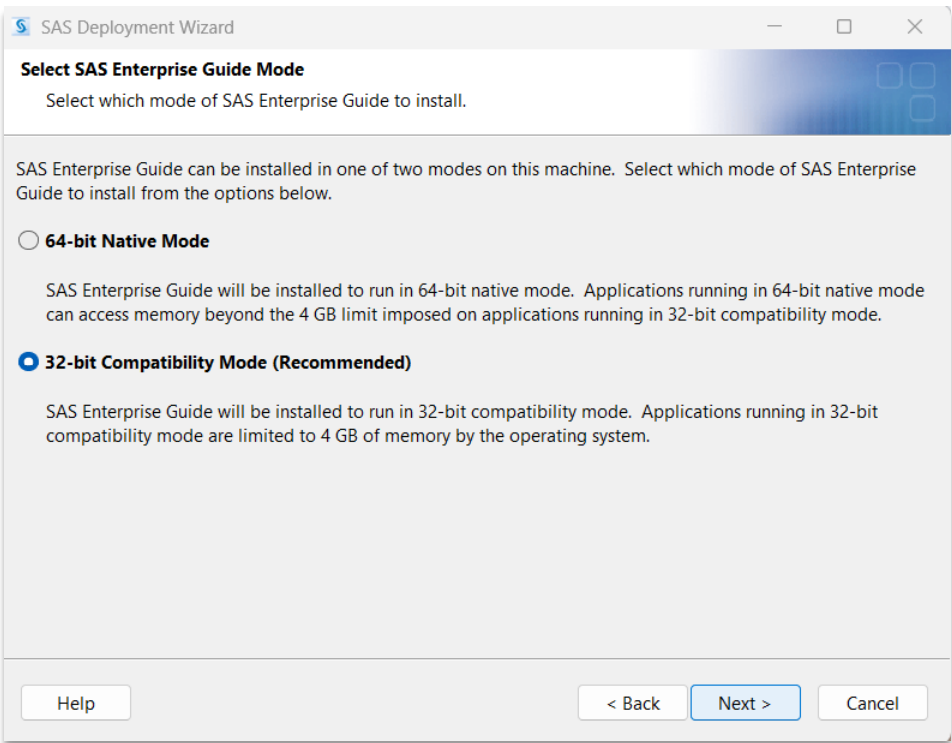 SAS Deployment Wizard
Select SAS Enterprise Guide Mode
Select which mode of SAS Enterprise Guide to install.
SAS Enterprise Guide can be installed in one of two modes on this machine.  Select which mode of SAS Enterprise
Guide to install from the options below.
64-bit Native Mode
SAS Enterprise Guide will be installed to run in 64-bit native mode.  Applications running in 64-bit native mode
can access memory beyond the 4 GB limit imposed on applications running in 32-bit compatibility mode.
32-bit Compatibility Mode (Recommended)
SAS Enterprise Guide will be installed to run in 32-bit compatibility mode.  Applications running in 32-bit
compatibility mode are limited to 4 GB of memory by the operating system.
Help
< Back
Next >
Cancel